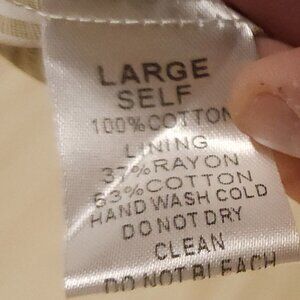 LARGE
SELF
100%COTTON
LINING
37%RAYON
63%COTTON
HAND WASH COLD
DO NOT DRY
CLEAN
DO NOT BLEACH